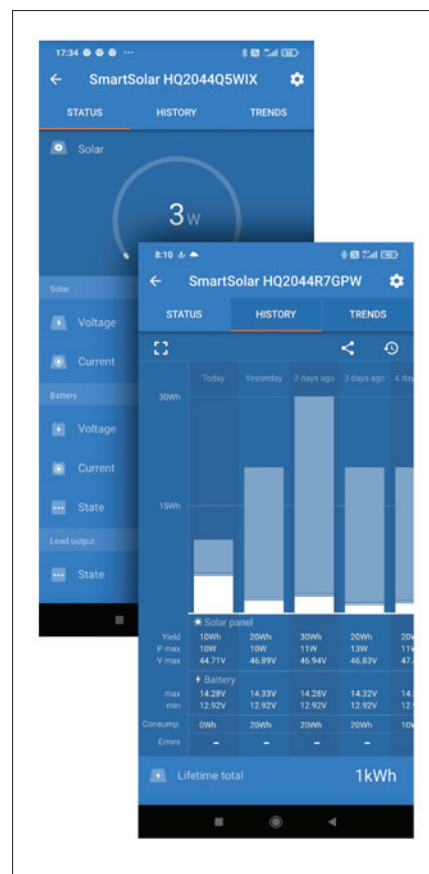 17:34
SmartSolar HQ2044Q5WIX
STATUS HISTORY TRENDS
Solar
3W
Solar
Voltage
Current
Battery
Voltage
Current
State
Load output
State
8:10
SmartSolar HQ2044R7GPW
STATUS HISTORY TRENDS
Today Yesterday 2 days ago 3 days ago 4 da
30Wh
15Wh
Solar panel
Yield 10Wh 20Wh 30Wh 20Wh
P max 10W 10W 11W 13W
V max 44.71V 46.89V 46.94V 46.83V 47.
Battery
max 14.28V 14.33V 14.28V 14.32V 14.
min 12.92V 12.92V 12.92V 12.92V 12.
Consump. 0Wh 20Wh 20Wh 20Wh
Errors – – –  –
Lifetime total 1kWh